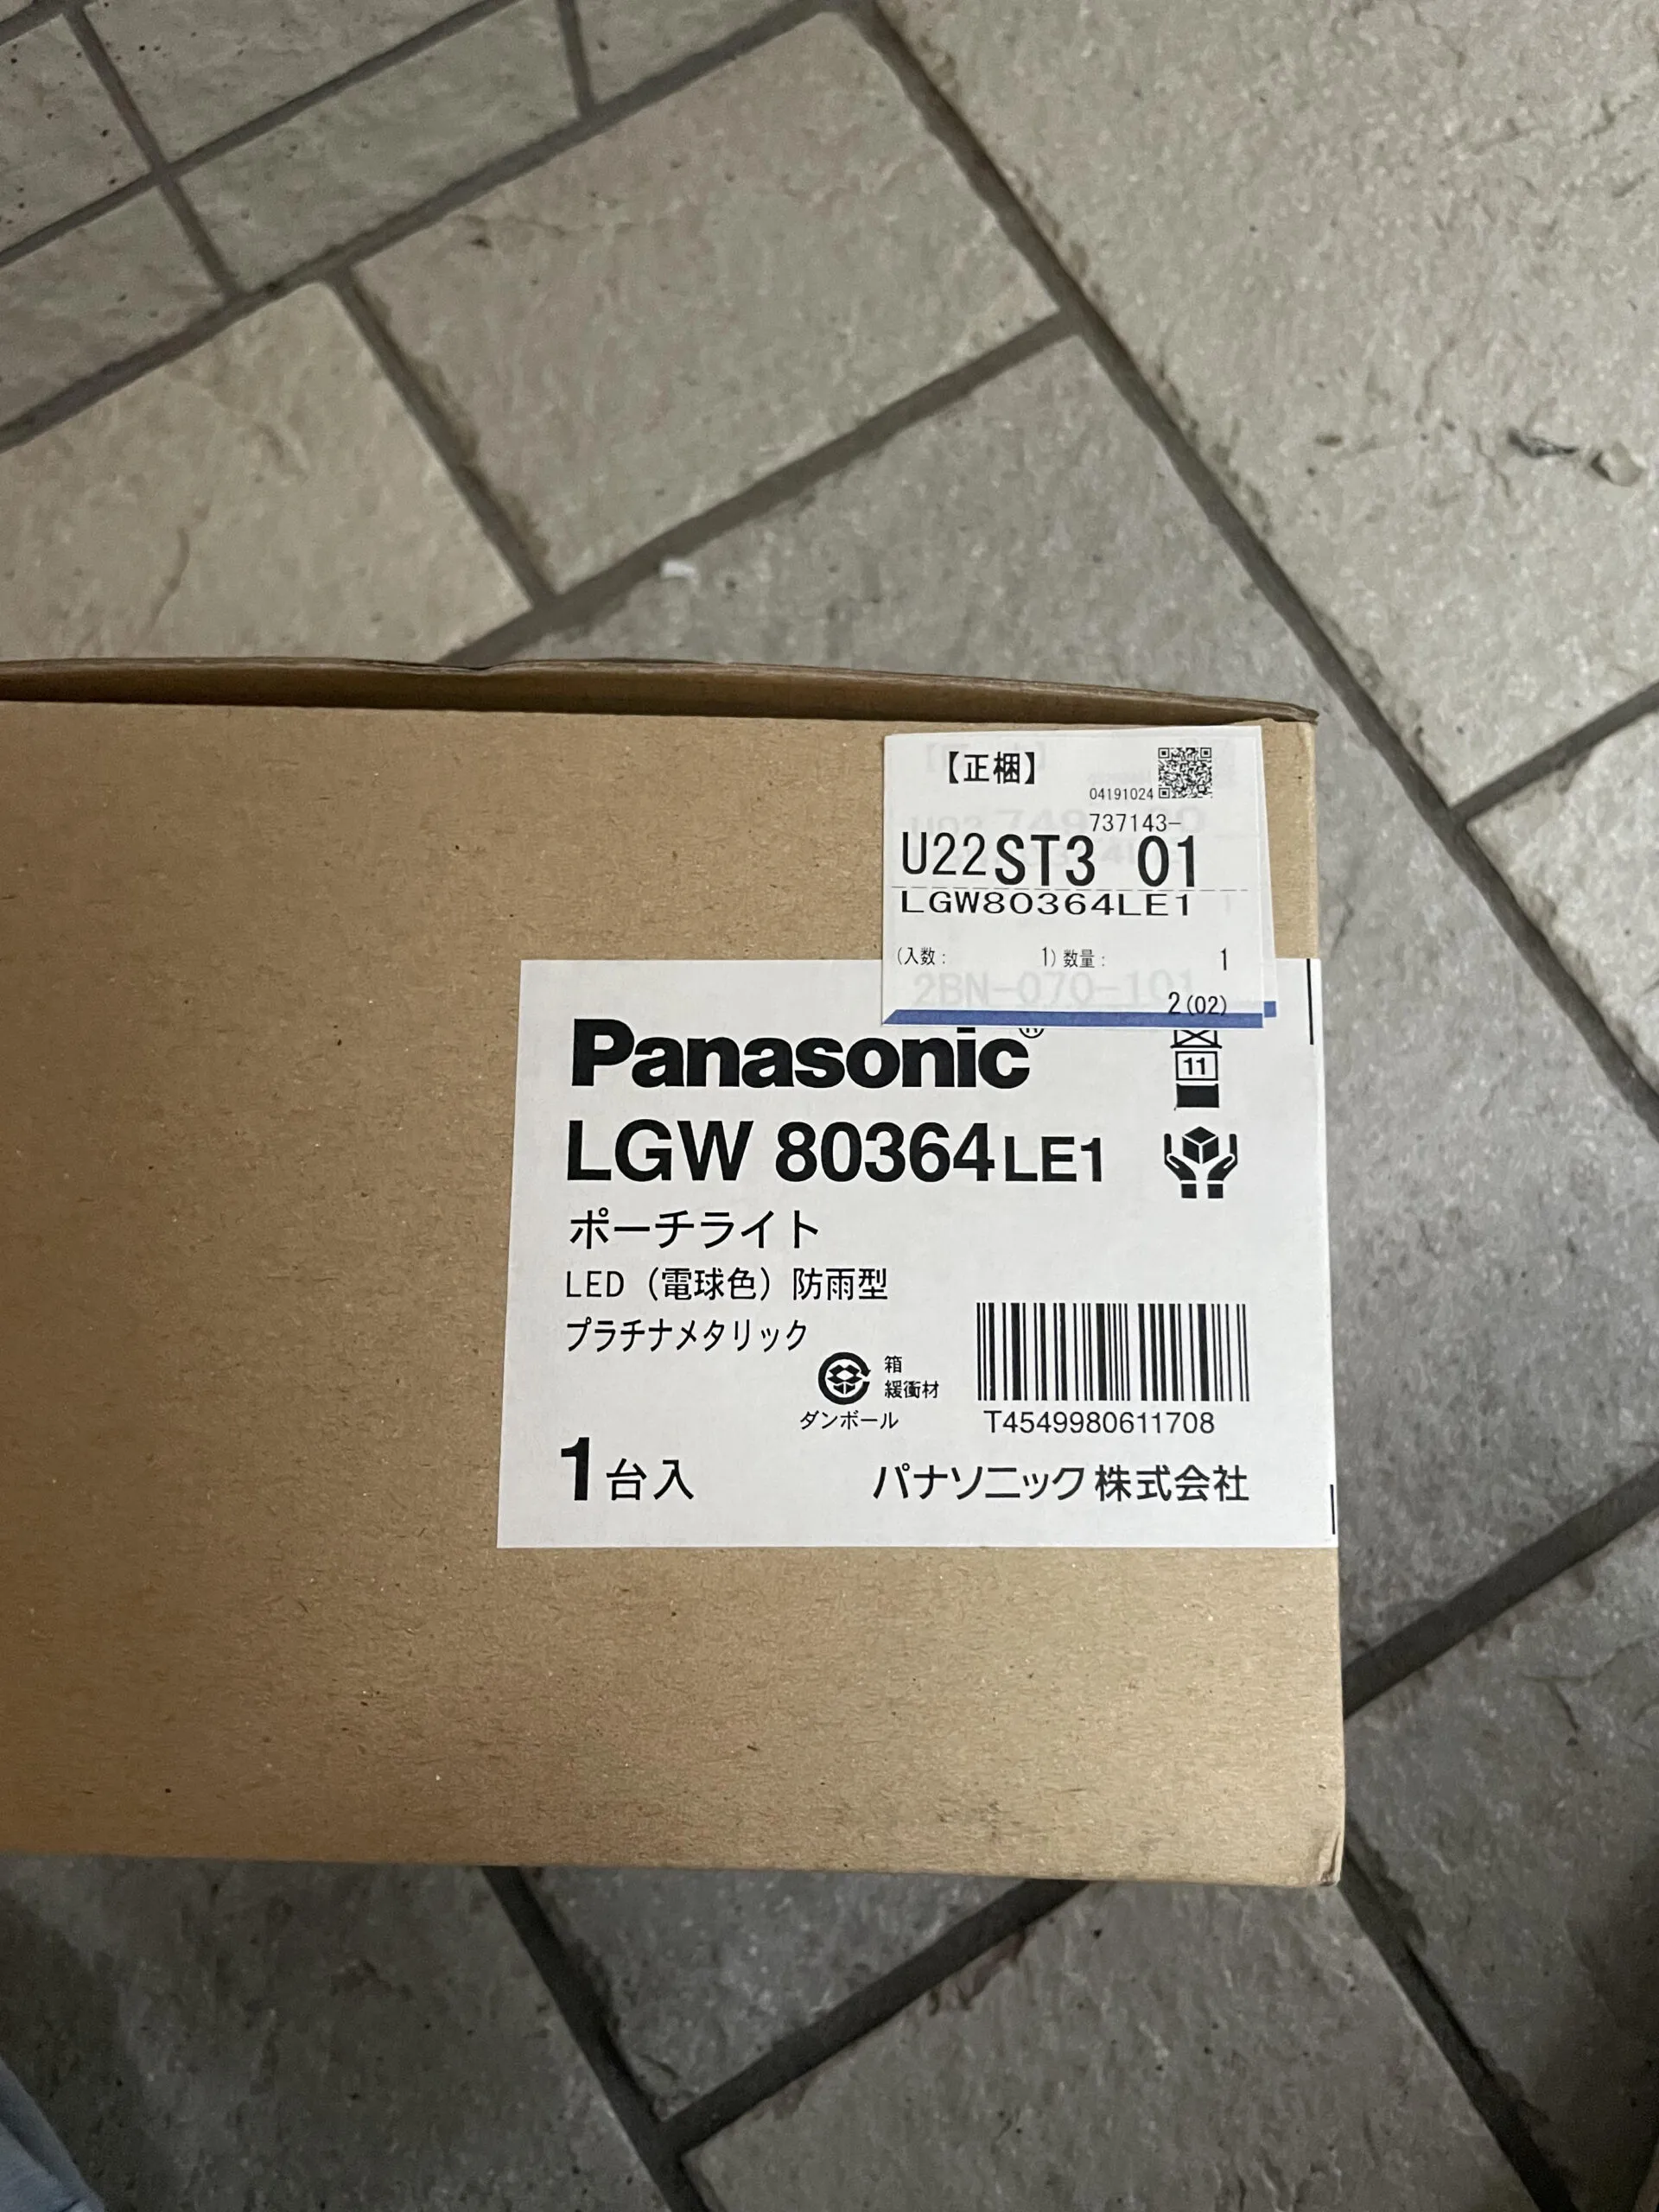 【正梱】
04191024
737143-
U22 ST3 01
LGW80364LE1
(入数: 1) 数量: 1
2(02)
2BN-070-101
Panasonic
11
LGW 80364LE1
ポーチライト
LED（電球色）防雨型
プラチナメタリック
箱
緩衝材
ダンボール
T4549980611708
1台入
パナソニック株式会社